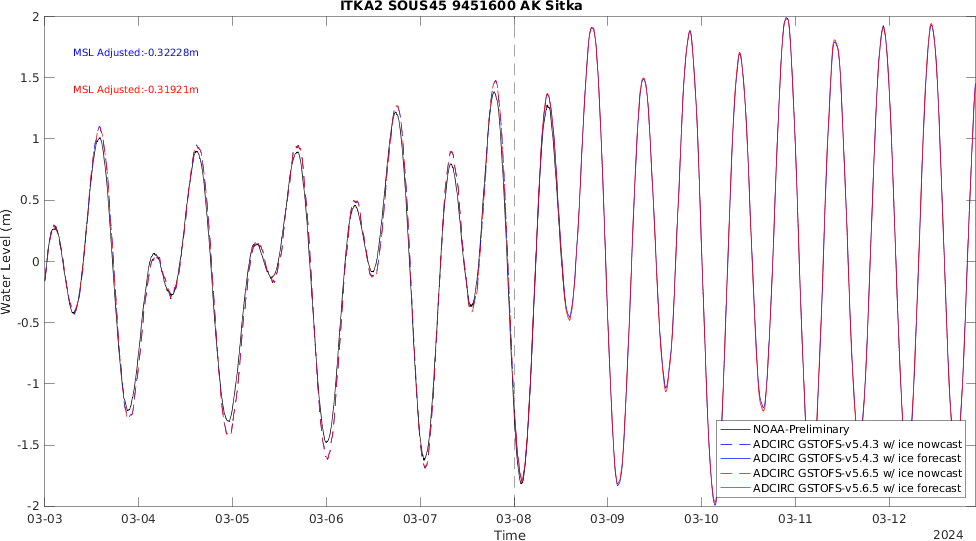 ITKA2 SOUS45 9451600 AK Sitka
MSL Adjusted:-0.32228m
MSL Adjusted:-0.31921m
Water Level (m)
2
1.5
1
0.5
0
-0.5
-1
-1.5
-2
NOAA-Preliminary
ADCIRC GSTOFS-v5.4.3 w/ ice nowcast
ADCIRC GSTOFS-v5.4.3 w/ ice forecast
ADCIRC GSTOFS-v5.6.5 w/ ice nowcast
ADCIRC GSTOFS-v5.6.5 w/ ice forecast
03-03 03-04 03-05 03-06 03-07 03-08 03-09 03-10 03-11 03-12
Time
2024